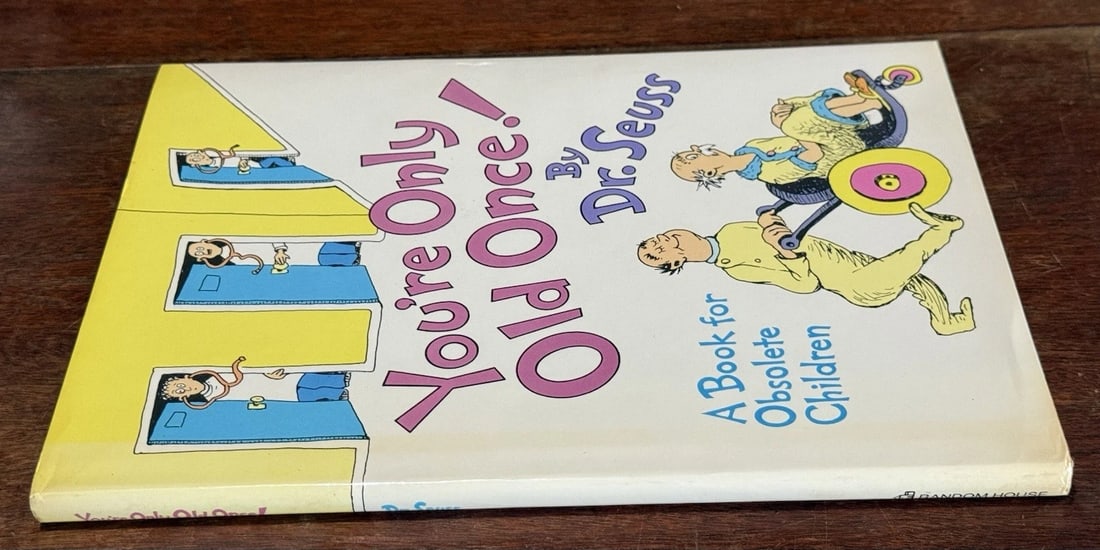 You're Only
Old Once!
By
Dr. Seuss
A Book for
Obsolete
Children
You're Only Old Once!
Dr. Seuss
RANDOM HOUSE